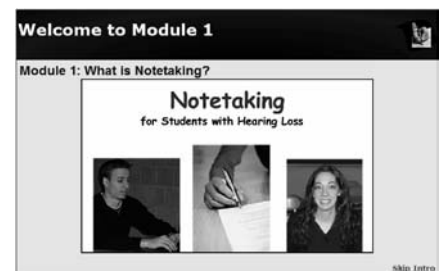 Welcome to Module 1
Module 1: What is Notetaking?
Notetaking
for Students with Hearing Loss
Skip Intro